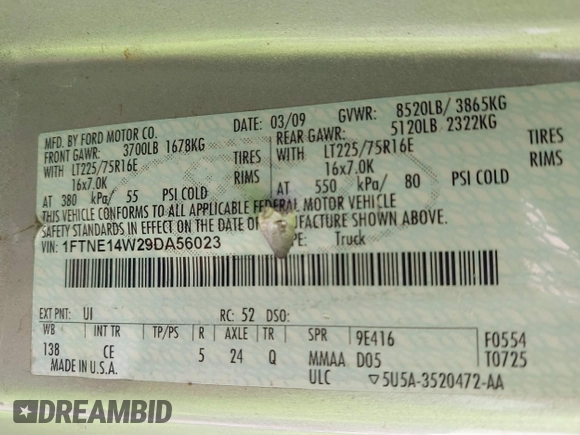 MFD. BY FORD MOTOR CO. DATE: 03/09 GVWR: 8520LB/ 3865KG
FRONT GAWR: 3700LB 1678KG REAR GAWR: 5120LB 2322KG
WITH LT225/75R16E TIRES WITH LT225/75R16E TIRES
16x7.0K RIMS 16x7.0K RIMS
AT 380 kPa/ 55 PSI COLD AT 550 kPa/ 80 PSI COLD
THIS VEHICLE CONFORMS TO ALL APPLICABLE FEDERAL MOTOR VEHICLE
SAFETY STANDARDS IN EFFECT ON THE DATE OF MANUFACTURE SHOWN ABOVE.
VIN: 1FTNE14W29DA56023 TYPE: Truck
EXT PNT: UI RC: 52 DSO:
WB INT TR TP/PS R AXLE TR SPR 9E416 F0554
138 CE 5 24 Q MMAA D05 T0725
MADE IN U.S.A. ULC ▽5U5A-3520472-AA
DREAMBID